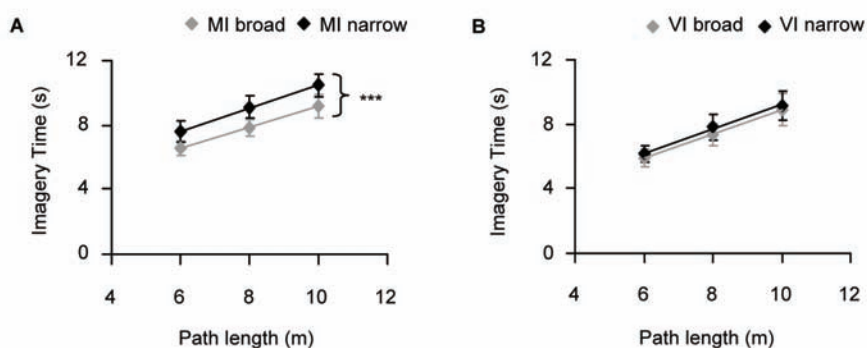 A
MI broad MI narrow
12
8
4
0
Imagery Time (s)
***
4 6 8 10 12
Path length (m)
B
VI broad VI narrow
12
8
4
0
Imagery Time (s)
4 6 8 10 12
Path length (m)